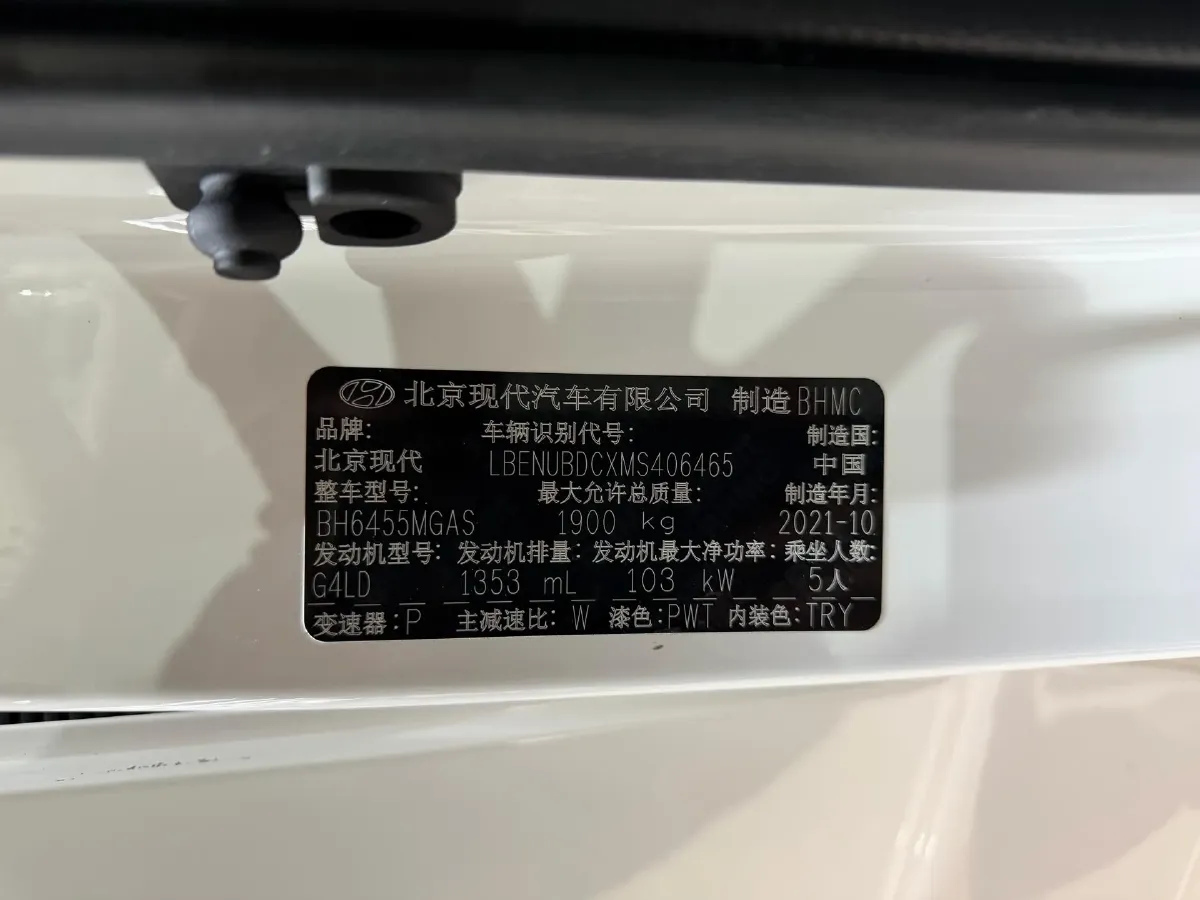 北京现代汽车有限公司 制造 BHMC
品牌: 车辆识别代号: 制造国:
北京现代 LBENUBDCXMS406465 中国
整车型号: 最大允许总质量: 制造年月:
BH6455MGAS 1900 kg 2021-10
发动机型号: 发动机排量: 发动机最大净功率: 乘坐人数:
G4LD 1353 mL 103 kW 5人
变速器:P 主减速比: W 漆色:PWT 内装色:TRY